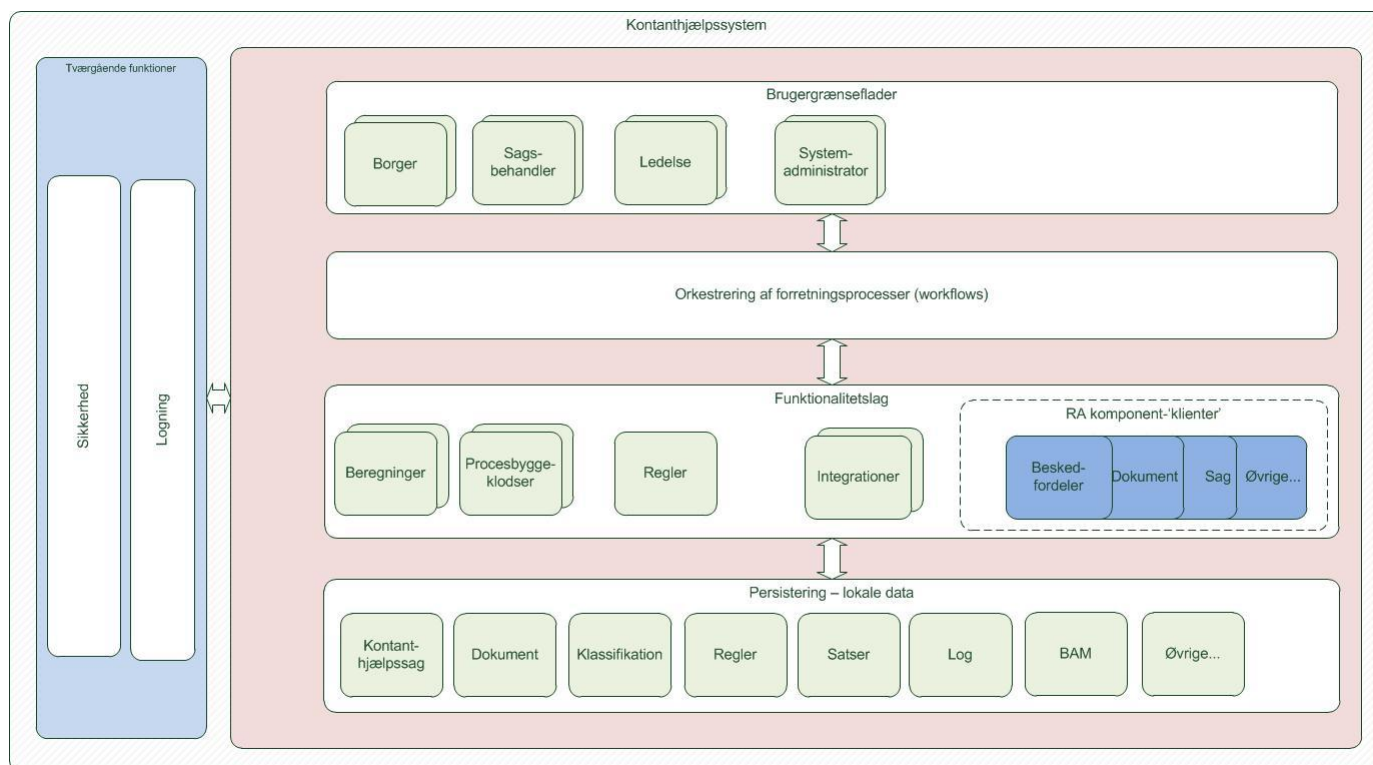 Kontanthjælpssystem
Tværgående funktioner
Sikkerhed
Logning
Brugergrænseflader
Borger
Sags-
behandler
Ledelse
System-
administrator
Orkestrering af forretningsprocesser (workflows)
Funktionalitetslag
Beregninger
Procesbygge-
klodser
Regler
Integrationer
RA komponent-‘klienter’
Besked-
fordeler
Dokument
Sag
Øvrige...
Persistering – lokale data
Kontant-
hjælpssag
Dokument
Klassifikation
Regler
Satser
Log
BAM
Øvrige...